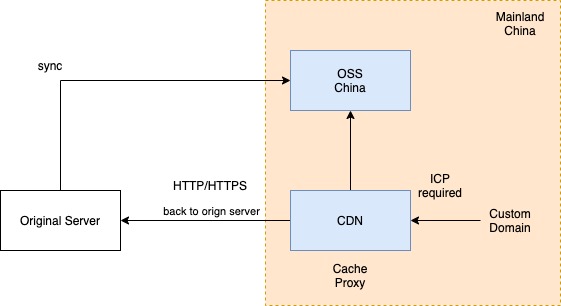 Mainland
China
sync
OSS
China
HTTP/HTTPS
ICP
required
back to orign server
Original Server
CDN
Custom
Domain
Cache
Proxy